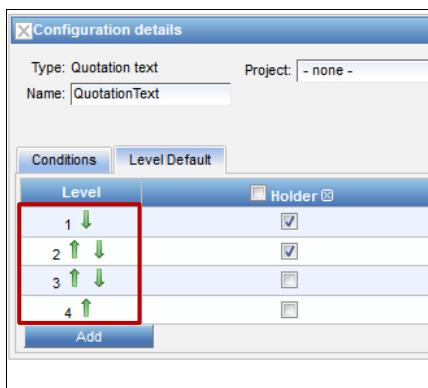 Configuration details
Type: Quotation text Project: - none -
Name: QuotationText
Conditions Level Default
Level Holder
1
2
3
4
Add